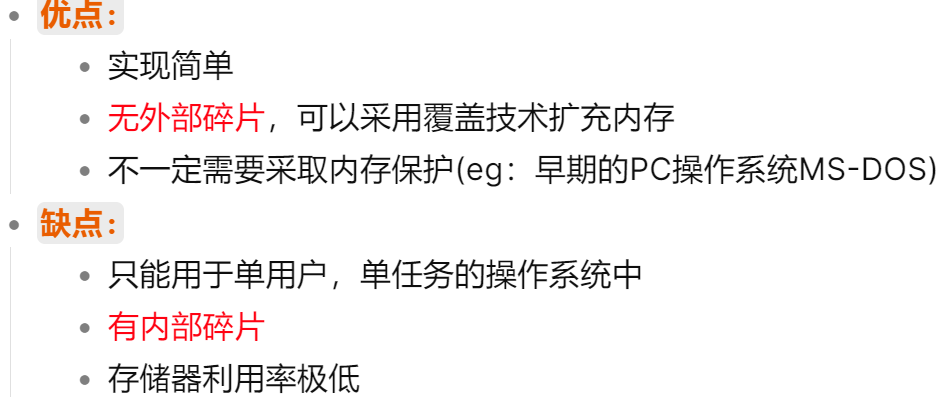 优点：
实现简单
无外部碎片，可以采用覆盖技术扩充内存
不一定需要采取内存保护(eg：早期的PC操作系统MS-DOS)
缺点：
只能用于单用户，单任务的操作系统中
有内部碎片
存储器利用率极低